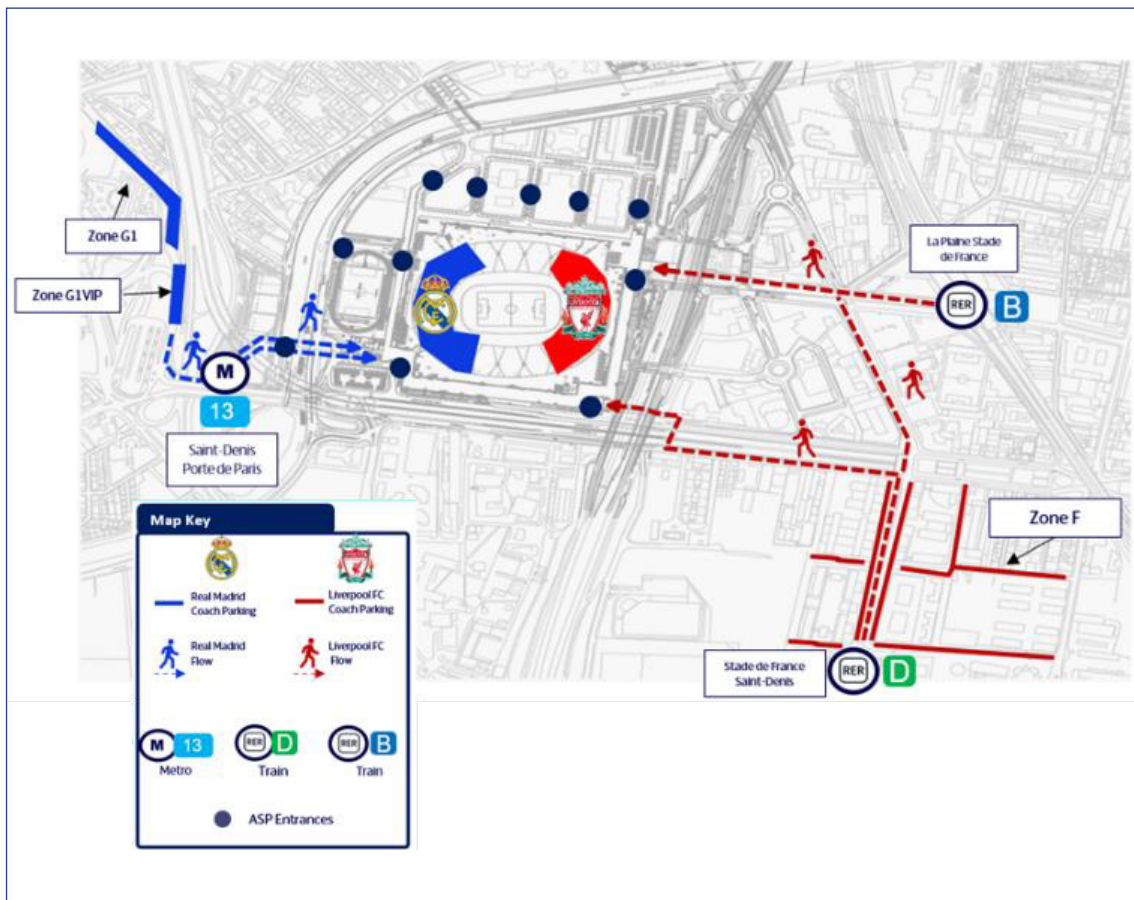 Zone G1
Zone G1VIP
M
13
Saint-Denis
Porte de Paris
La Plaine Stade
de France
RER
B
Zone F
Stade de France
Saint-Denis
RER
D
Map Key
Real Madrid
Coach Parking
Liverpool FC
Coach Parking
Real Madrid
Flow
Liverpool FC
Flow
M 13
Metro
RER D
Train
RER B
Train
ASP Entrances